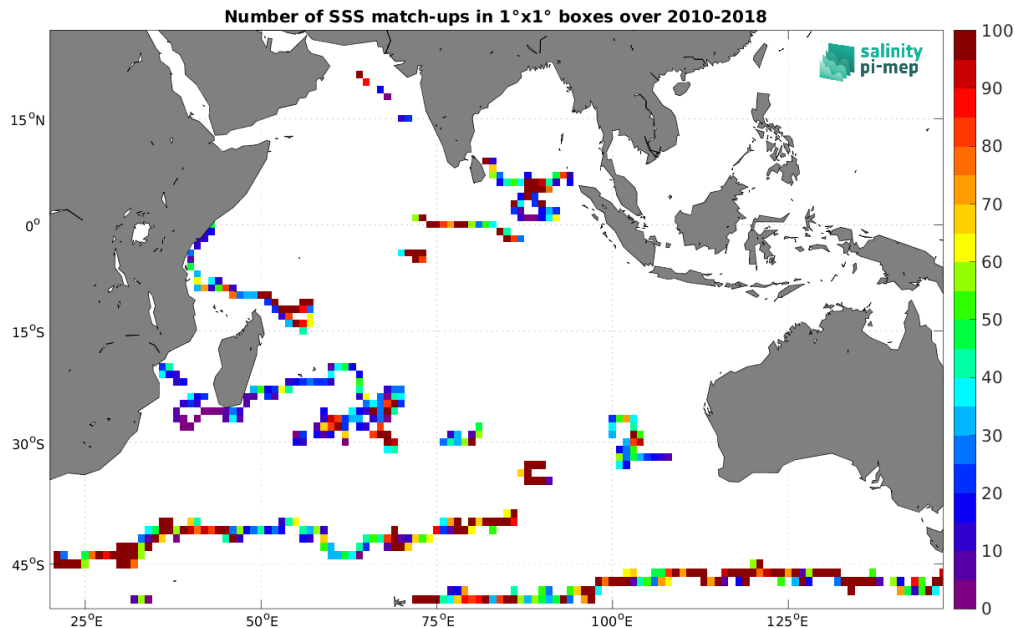 Number of SSS match-ups in 1°x1° boxes over 2010-2018
salinity
pi-mep
15°N
0°
15°S
30°S
45°S
25°E
50°E
75°E
100°E
125°E
100
90
80
70
60
50
40
30
20
10
0